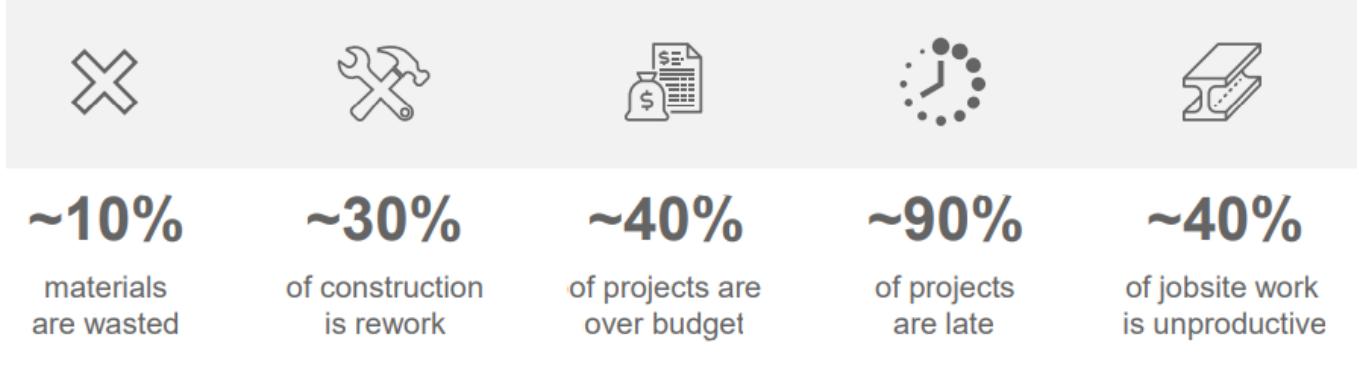 ~10%
materials
are wasted
~30%
of construction
is rework
~40%
of projects are
over budget
~90%
of projects
are late
~40%
of jobsite work
is unproductive